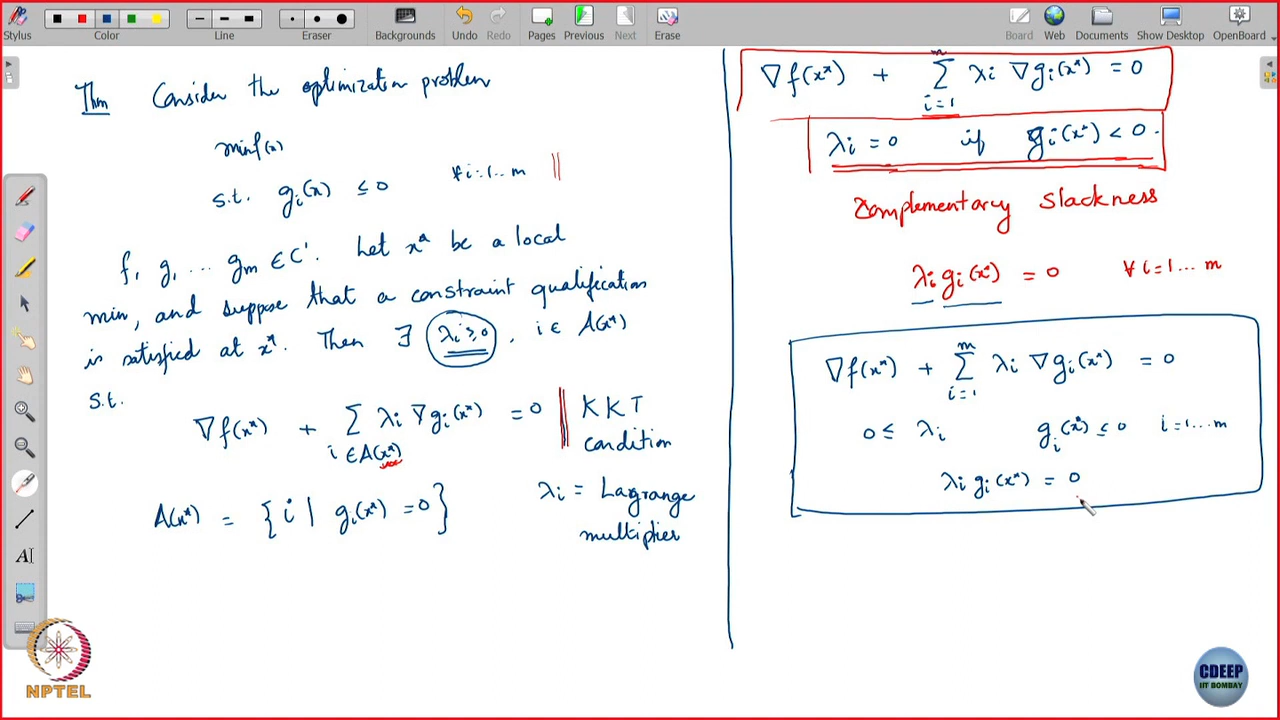 Stylus
Color
Line
Eraser
Backgrounds
Undo
Redo
Pages
Previous
Next
Erase
Board
Web
Documents
Show Desktop
OpenBoard
Thm Consider the optimization problem
min f(x)
s.t. gi(x) ≤ 0 ∀ i=1...m
f, g1 ... gm ∈ C¹. Let x* be a local
min, and suppose that a constraint qualification
is satisfied at x*. Then ∃ λi ≥ 0, i ∈ A(x*)
s.t.
∇f(x*) + Σ i∈A(x*) λi ∇gi(x*) = 0
KKT
condition
A(x*) = { i | gi(x*) = 0 }
λi = Lagrange
multiplier
∇f(x*) + Σ i=1 m λi ∇gi(x*) = 0
λi = 0 if gi(x*) < 0.
Complementary Slackness
λi gi(x*) = 0 ∀ i=1...m
∇f(x*) + Σ i=1 m λi ∇gi(x*) = 0
0 ≤ λi gi(x*) ≤ 0 i=1...m
λi gi(x*) = 0
NPTEL
CDEEP
IIT BOMBAY